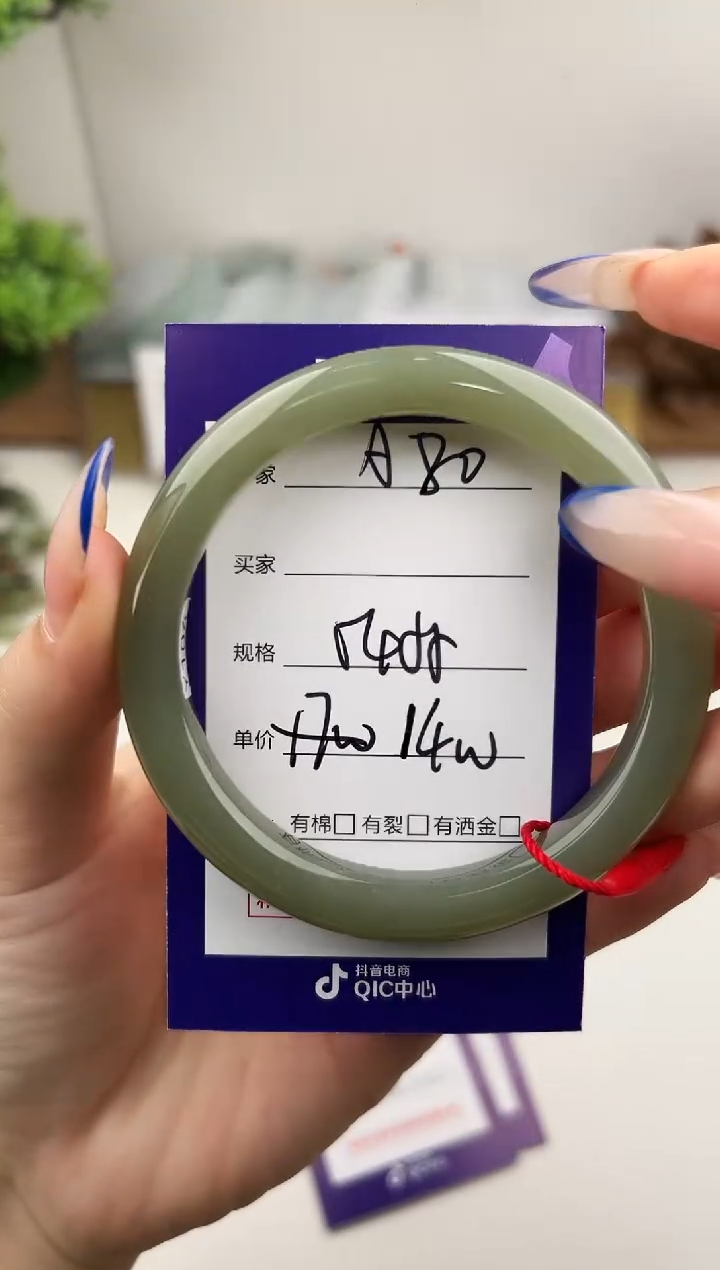 家 A80
买家
规格
单价 17w 14w
有棉□ 有裂□ 有洒金□
抖音电商
QIC中心